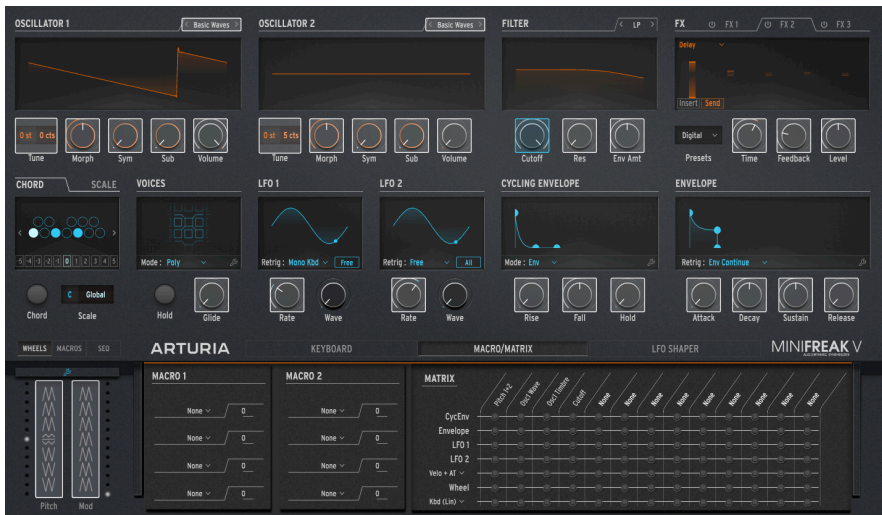 OSCILLATOR 1
Basic Waves
OSCILLATOR 2
Basic Waves
FILTER
LP
FX
FX 1
FX 2
FX 3
Delay
Insert
Send
0 st 0 cts
Tune
Morph
Sym
Sub
Volume
0 st 5 cts
Tune
Morph
Sym
Sub
Volume
Cutoff
Res
Env Amt
Digital
Presets
Time
Feedback
Level
CHORD
SCALE
VOICES
LFO 1
LFO 2
CYCLING ENVELOPE
ENVELOPE
-5 -4 -3 -2 -1 0 1 2 3 4 5
Mode : Poly
Retrig : Mono Kbd
Free
Retrig : Free
All
Mode : Env
Retrig : Env Continue
C Global
Chord
Scale
Hold
Glide
Rate
Wave
Rate
Wave
Rise
Fall
Hold
Attack
Decay
Sustain
Release
WHEELS
MACROS
SEQ
ARTURIA
KEYBOARD
MACRO/MATRIX
LFO SHAPER
MINIFREAK V
ALGORHYTHMIC SYNTHESIZER
MACRO 1
None 0
None 0
None 0
None 0
MACRO 2
None 0
None 0
None 0
None 0
MATRIX
Pitch 1+2
Osc1 Wave
Osc1 Timbre
Cutoff
None
None
None
None
None
None
None
None
None
CycEnv
Envelope
LFO 1
LFO 2
Velo + AT
Wheel
Kbd (Lin)
Pitch
Mod